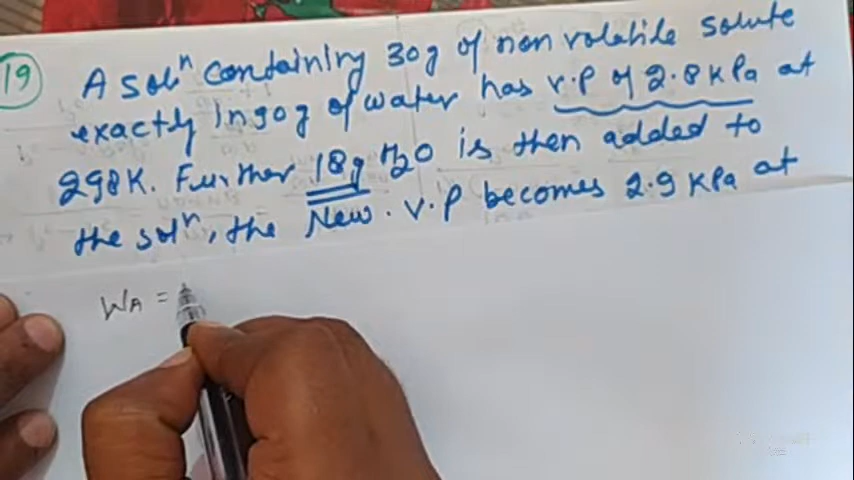 19
A solⁿ containing 30g of non volatile solute
exactly in 90g of water has v.p of 2.8 kPa at
298K. Further 18g H2O is then added to
the solⁿ, the New. v.p becomes 2.9 kPa at
WA =